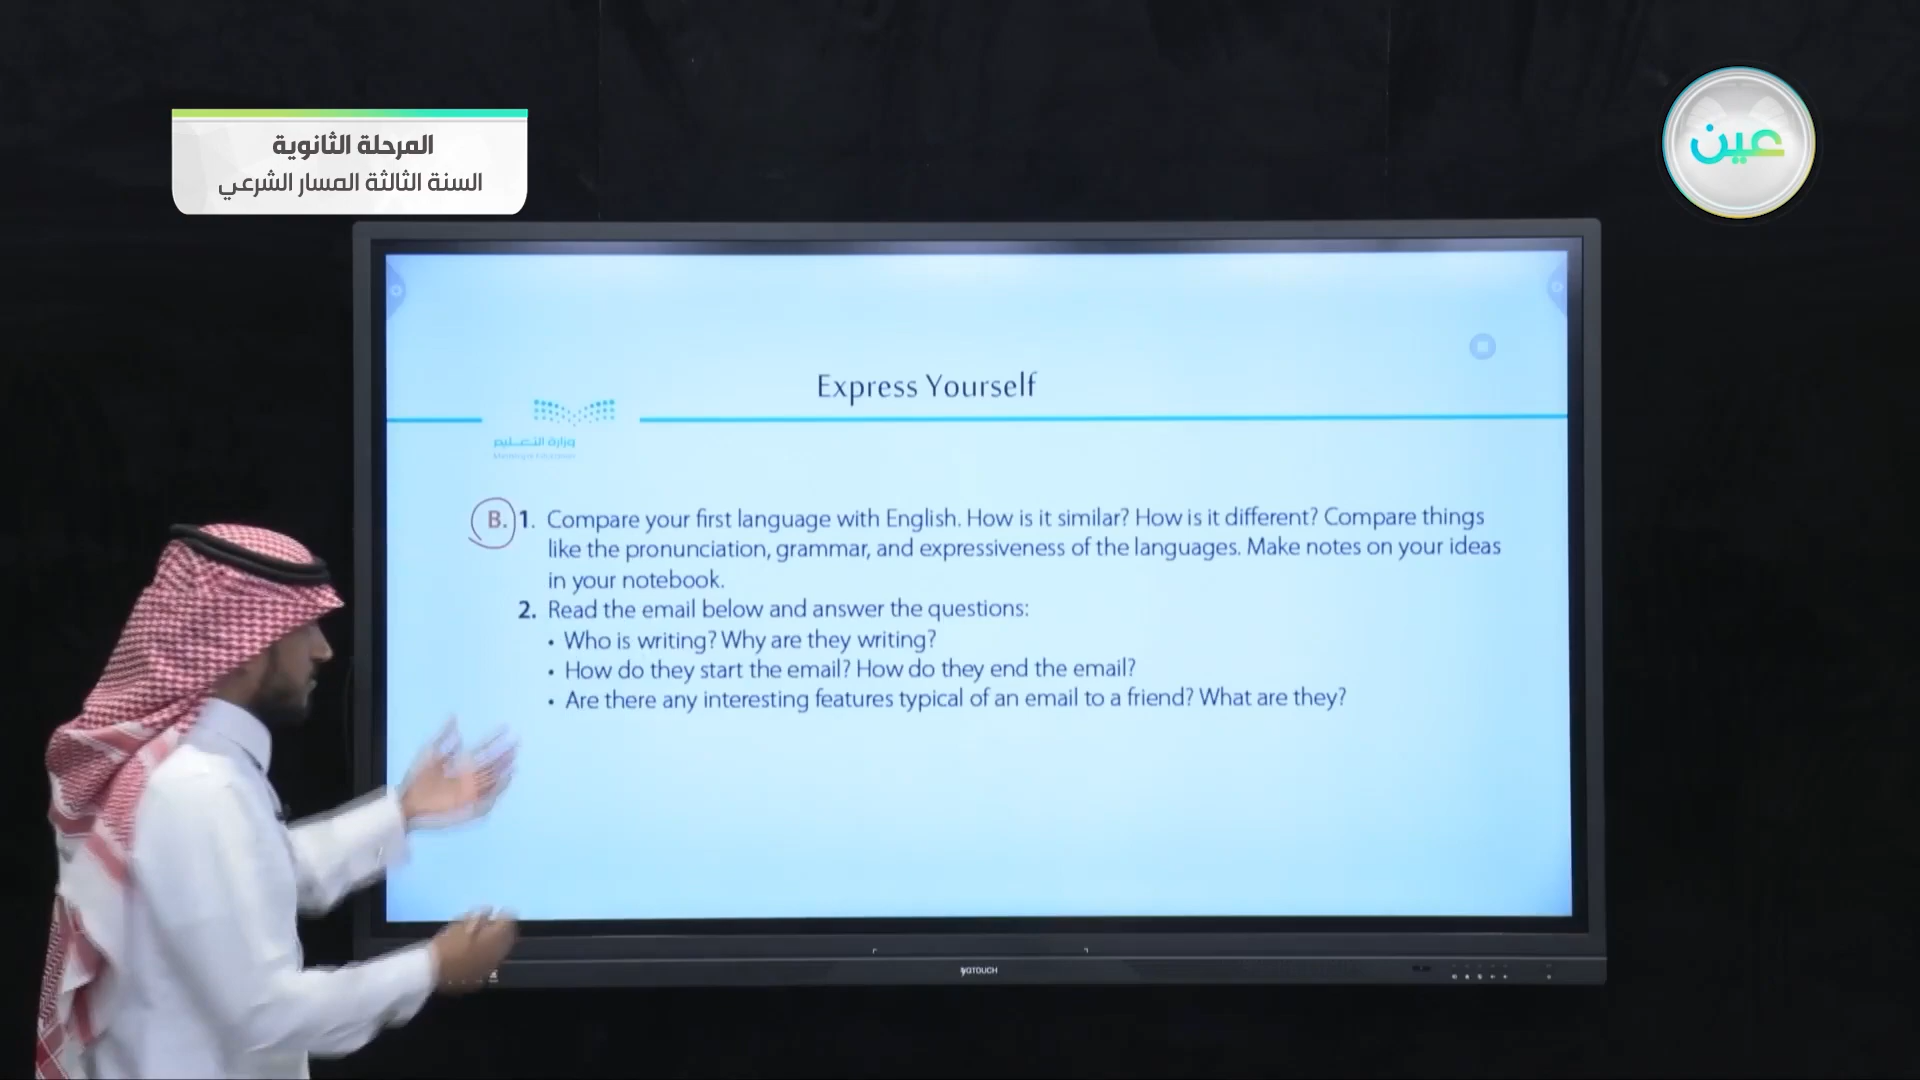 المرحلة الثانوية
السنة الثالثة المسار الشرعي
عين
Express Yourself
وزارة التعليم
Ministry of Education
B. 1. Compare your first language with English. How is it similar? How is it different? Compare things
like the pronunciation, grammar, and expressiveness of the languages. Make notes on your ideas
in your notebook.
2. Read the email below and answer the questions:
• Who is writing? Why are they writing?
• How do they start the email? How do they end the email?
• Are there any interesting features typical of an email to a friend? What are they?